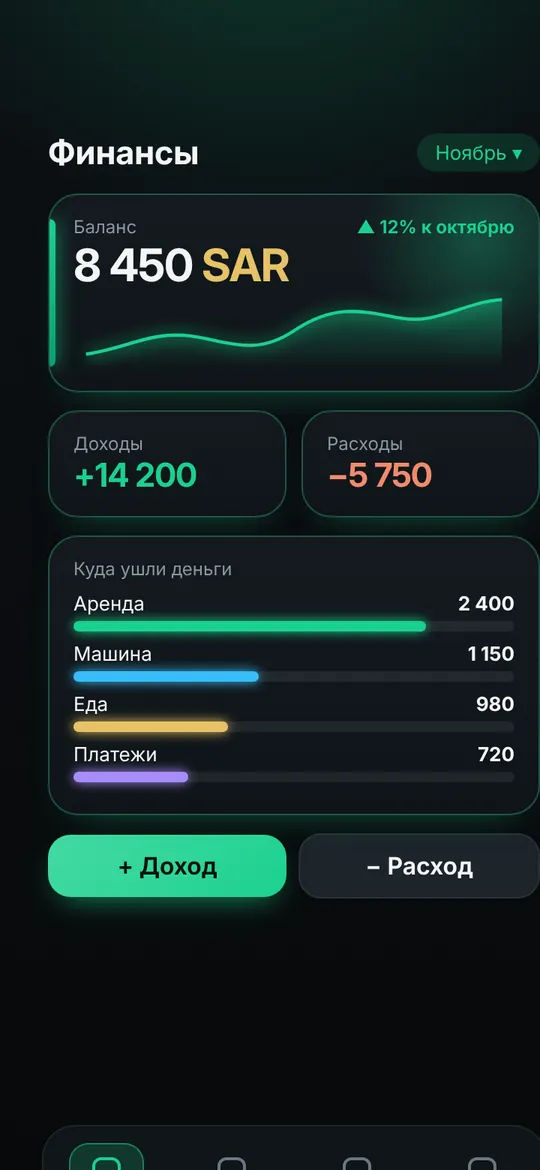 Финансы
Ноябрь ▾
Баланс
▲ 12% к октябрю
8 450 SAR
Доходы
+14 200
Расходы
−5 750
Куда ушли деньги
Аренда 2 400
Машина 1 150
Еда 980
Платежи 720
+ Доход
− Расход